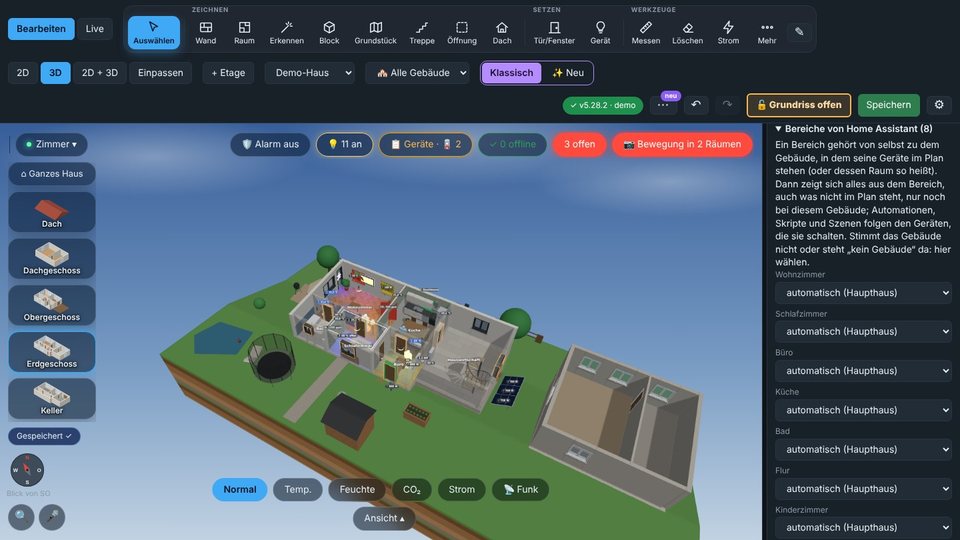 Bearbeiten
Live
ZEICHNEN
SETZEN
WERKZEUGE
Auswählen
Wand
Raum
Erkennen
Block
Grundstück
Treppe
Öffnung
Dach
Tür/Fenster
Gerät
Messen
Löschen
Strom
Mehr
2D
3D
2D + 3D
Einpassen
+ Etage
Demo-Haus
Alle Gebäude
Klassisch
Neu
✓ v5.28.2 · demo
neu
Grundriss offen
Speichern
Zimmer ▾
Alarm aus
11 an
Geräte · 2
✓ 0 offline
3 offen
Bewegung in 2 Räumen
⌂ Ganzes Haus
Dach
Dachgeschoss
Obergeschoss
Erdgeschoss
Keller
Gespeichert ✓
N
W
O
S
Blick von SO
Küche
Normal
Temp.
Feuchte
CO₂
Strom
Funk
Ansicht ▴
▼ Bereiche von Home Assistant (8)
Ein Bereich gehört von selbst zu dem
Gebäude, in dem seine Geräte im Plan
stehen (oder dessen Raum so heißt).
Dann zeigt sich alles aus dem Bereich,
auch was nicht im Plan steht, nur noch
bei diesem Gebäude; Automationen,
Skripte und Szenen folgen den Geräten,
die sie schalten. Stimmt das Gebäude
nicht oder steht „kein Gebäude“ da: hier
wählen.
Wohnzimmer
automatisch (Haupthaus)
Schlafzimmer
automatisch (Haupthaus)
Büro
automatisch (Haupthaus)
Küche
automatisch (Haupthaus)
Bad
automatisch (Haupthaus)
Flur
automatisch (Haupthaus)
Kinderzimmer
automatisch (Haupthaus)